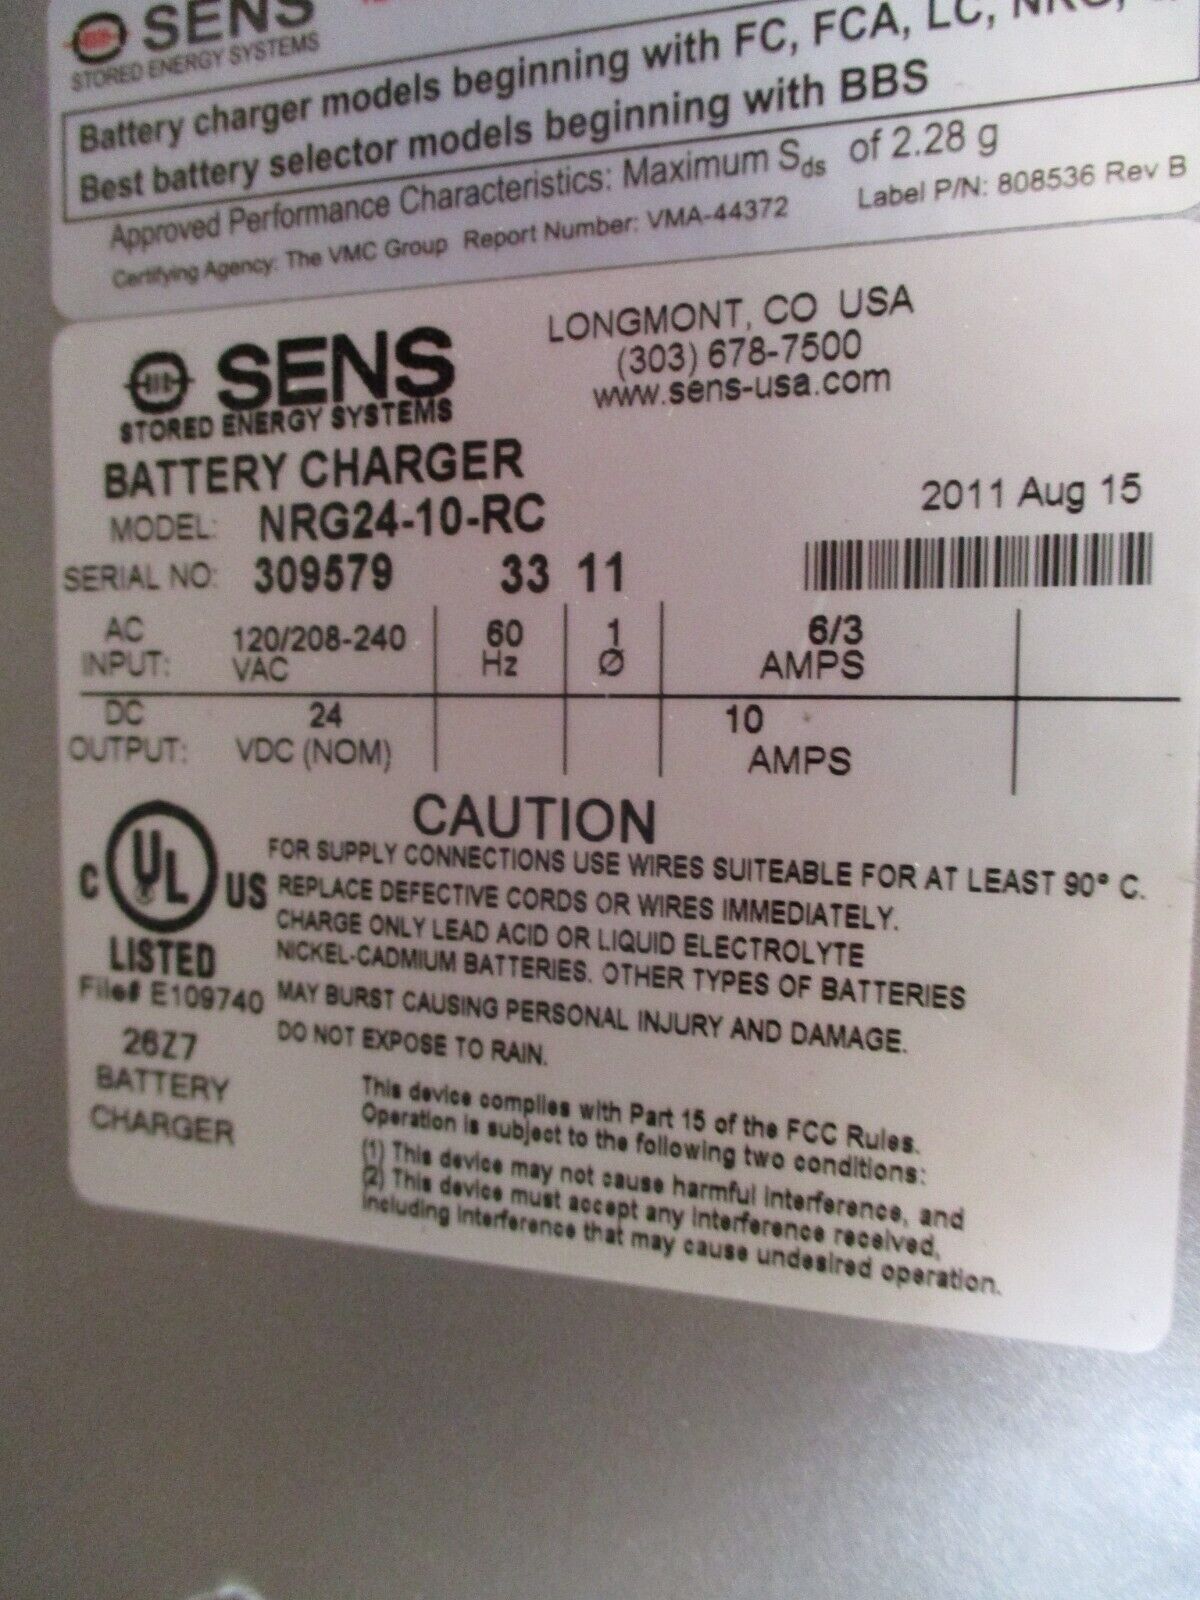 SENS
STORED ENERGY SYSTEMS
Battery charger models beginning with FC, FCA, LC, NRG,
Best battery selector models beginning with BBS
Approved Performance Characteristics: Maximum Sds of 2.28 g
Certifying Agency: The VMC Group Report Number: VMA-44372 Label P/N: 808536 Rev B
SENS
STORED ENERGY SYSTEMS
LONGMONT, CO USA
(303) 678-7500
www.sens-usa.com
BATTERY CHARGER
MODEL: NRG24-10-RC
2011 Aug 15
SERIAL NO: 309579 33 11
AC INPUT: 120/208-240 VAC 60 Hz 1 Ø 6/3 AMPS
DC OUTPUT: 24 VDC (NOM) 10 AMPS
CAUTION
FOR SUPPLY CONNECTIONS USE WIRES SUITEABLE FOR AT LEAST 90° C.
REPLACE DEFECTIVE CORDS OR WIRES IMMEDIATELY.
CHARGE ONLY LEAD ACID OR LIQUID ELECTROLYTE
NICKEL-CADMIUM BATTERIES. OTHER TYPES OF BATTERIES
MAY BURST CAUSING PERSONAL INJURY AND DAMAGE.
DO NOT EXPOSE TO RAIN.
C UL US
LISTED
File# E109740
26Z7
BATTERY
CHARGER
This device complies with Part 15 of the FCC Rules.
Operation is subject to the following two conditions:
(1) This device may not cause harmful interference, and
(2) This device must accept any interference received,
including interference that may cause undesired operation.